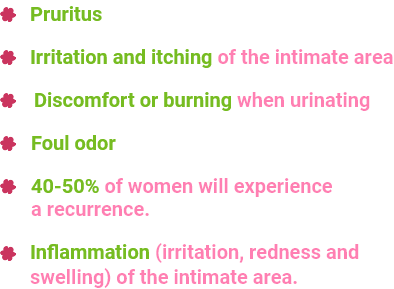 Pruritus
Irritation and itching of the intimate area
Discomfort or burning when urinating
Foul odor
40-50% of women will experience
a recurrence.
Inflammation (irritation, redness and
swelling) of the intimate area.